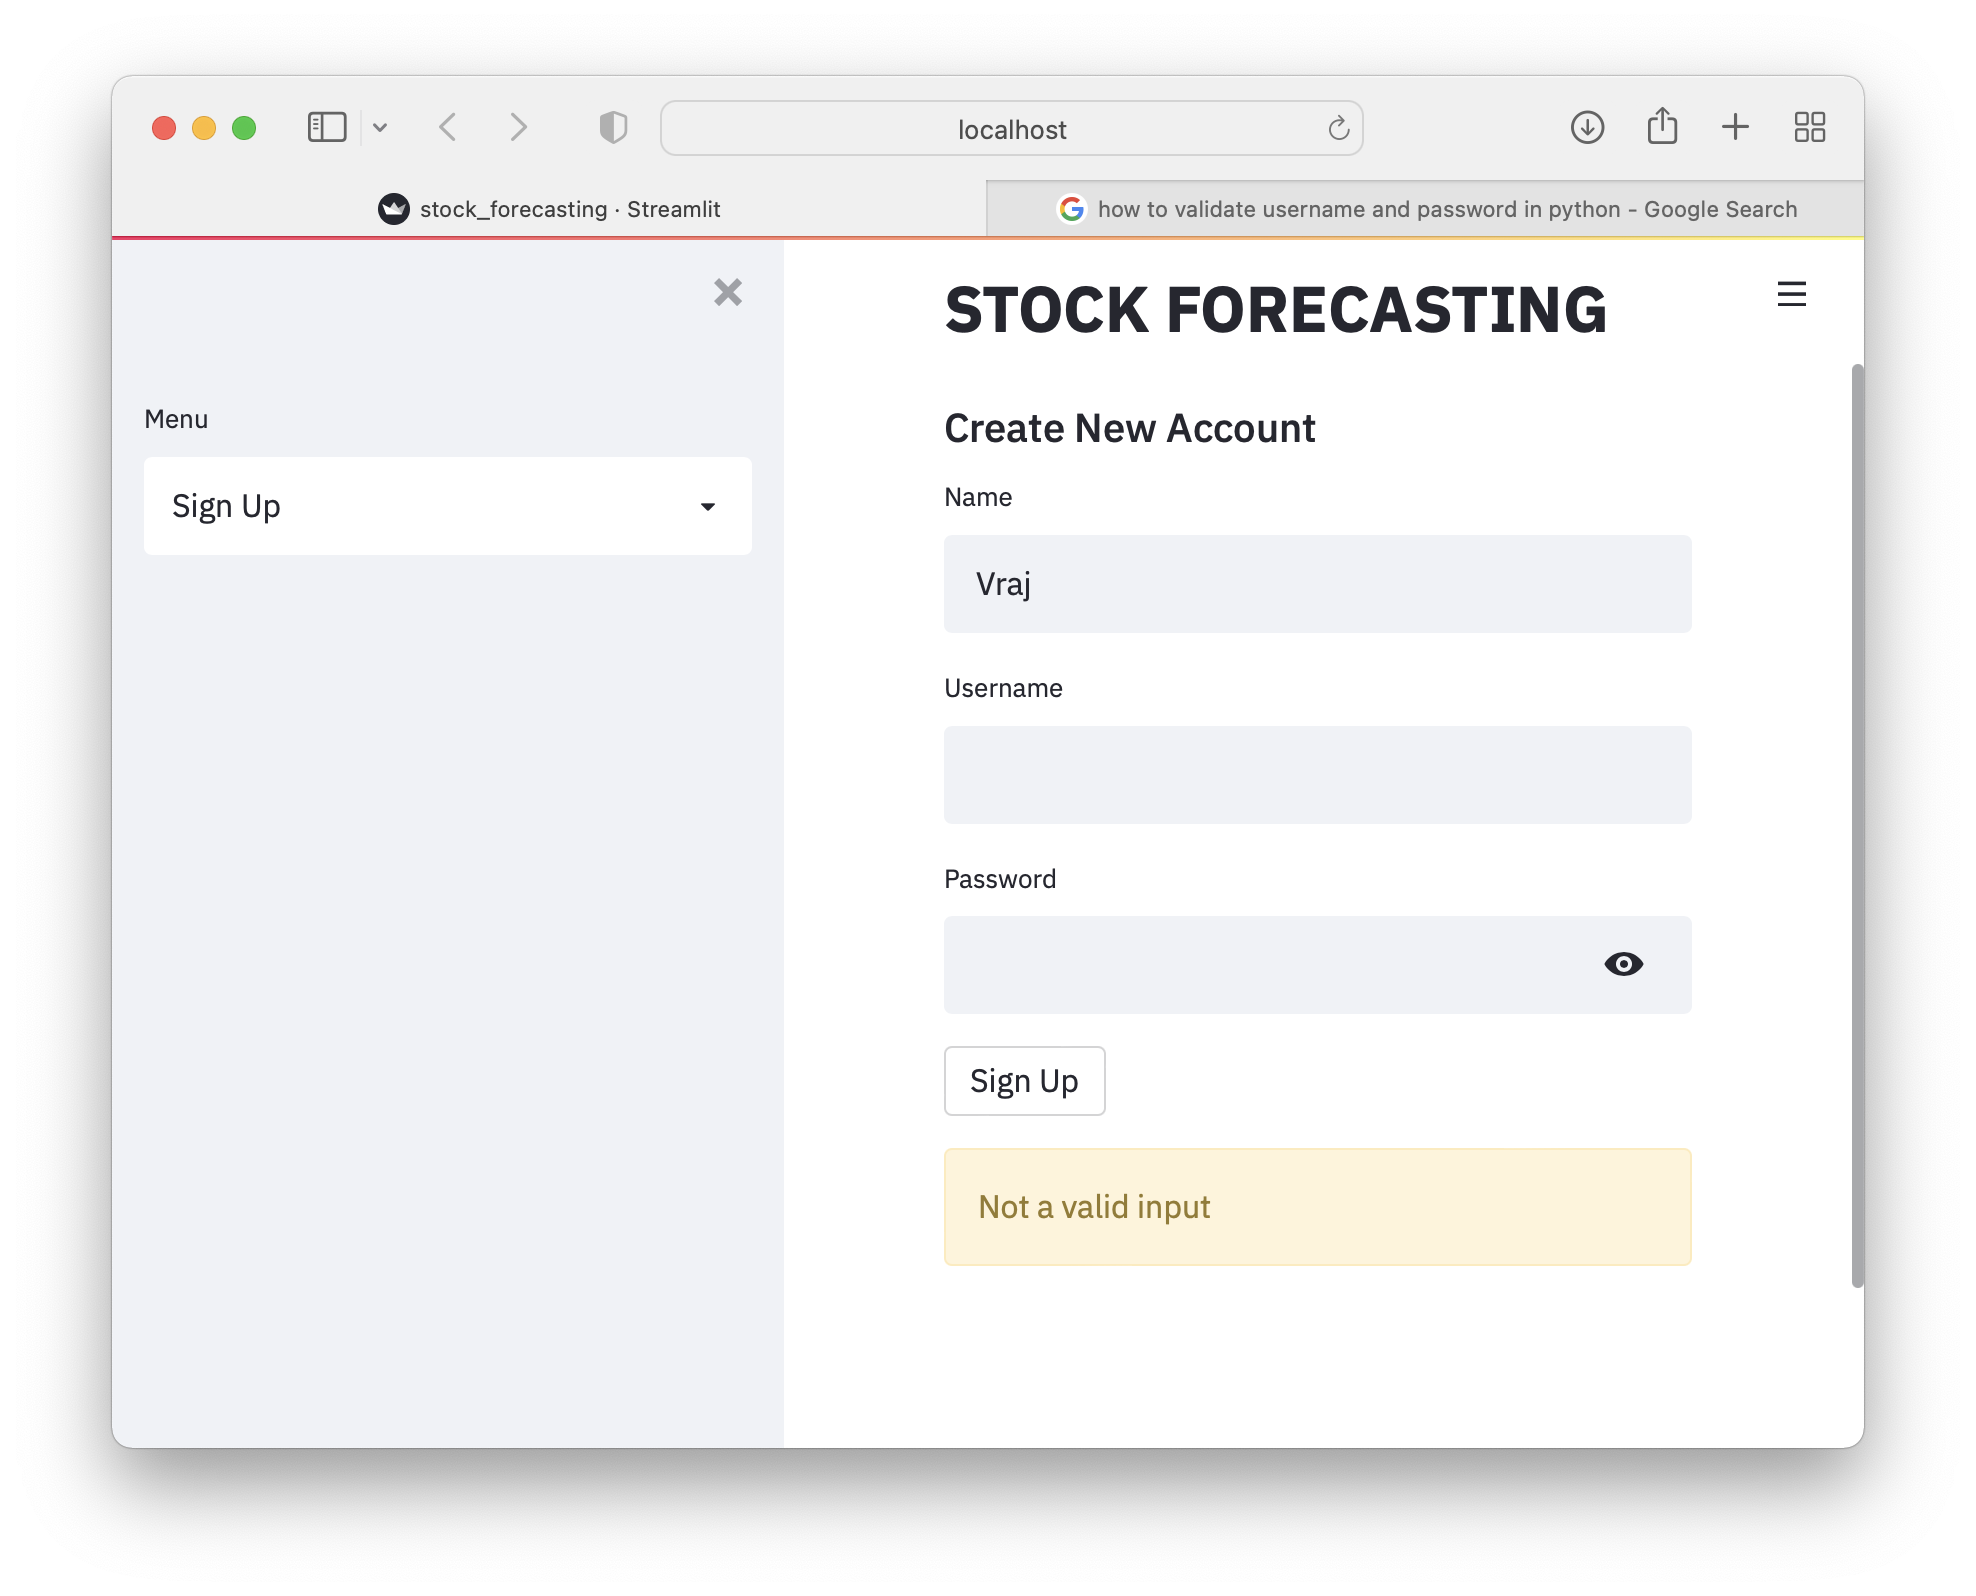 localhost
stock_forecasting · Streamlit
how to validate username and password in python - Google Search
Menu
Sign Up
STOCK FORECASTING
Create New Account
Name
Vraj
Username
Password
Sign Up
Not a valid input